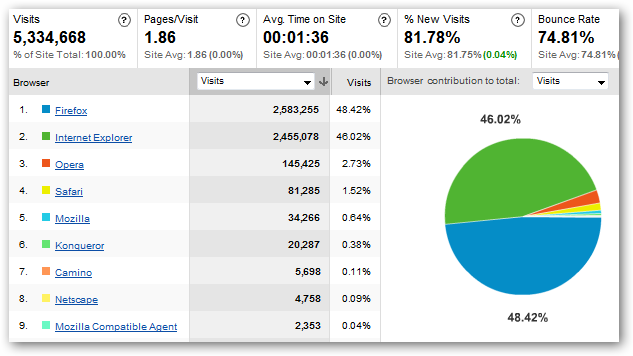 Visits ?
5,334,668
% of Site Total: 100.00%
Pages/Visit ?
1.86
Site Avg: 1.86 (0.00%)
Avg. Time on Site ?
00:01:36
Site Avg: 00:01:36 (0.00%)
% New Visits ?
81.78%
Site Avg: 81.75% (0.04%)
Bounce Rate
74.81%
Site Avg: 74.81% (
Browser Visits Visits Browser contribution to total: Visits
1. Firefox 2,583,255 48.42%
2. Internet Explorer 2,455,078 46.02%
3. Opera 145,425 2.73%
4. Safari 81,285 1.52%
5. Mozilla 34,266 0.64%
6. Konqueror 20,287 0.38%
7. Camino 5,698 0.11%
8. Netscape 4,758 0.09%
9. Mozilla Compatible Agent 2,353 0.04%
46.02%
48.42%